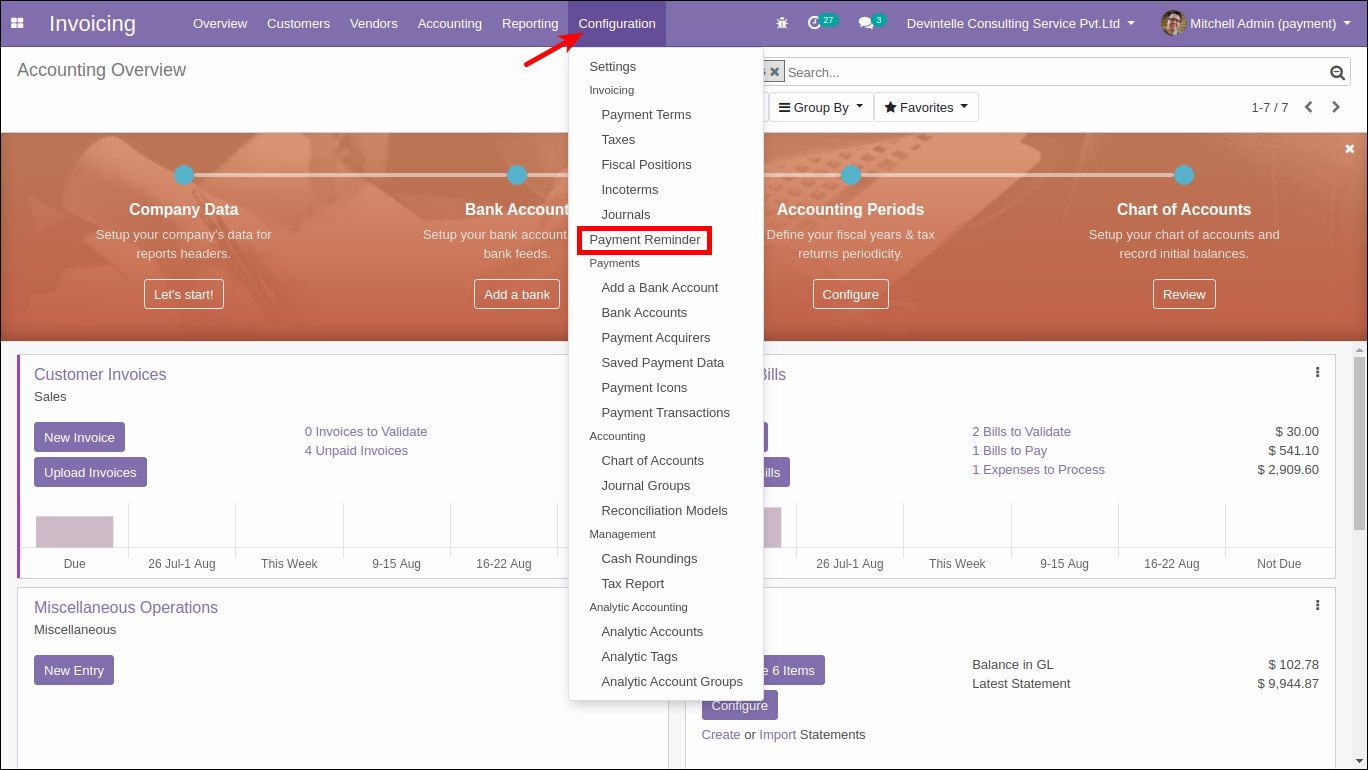 Invoicing Overview Customers Vendors Accounting Reporting Configuration 27 3 Devintelle Consulting Service Pvt.Ltd Mitchell Admin (payment)
Accounting Overview
Search...
Group By Favorites 1-7 / 7
Settings
Invoicing
Payment Terms
Taxes
Fiscal Positions
Incoterms
Journals
Payment Reminder
Payments
Add a Bank Account
Bank Accounts
Payment Acquirers
Saved Payment Data
Payment Icons
Payment Transactions
Accounting
Chart of Accounts
Journal Groups
Reconciliation Models
Management
Cash Roundings
Tax Report
Analytic Accounting
Analytic Accounts
Analytic Tags
Analytic Account Groups
Company Data
Setup your company's data for
reports headers.
Let's start!
Bank Account
Setup your bank account
bank feeds.
Add a bank
Accounting Periods
Define your fiscal years & tax
returns periodicity.
Configure
Chart of Accounts
Setup your chart of accounts and
record initial balances.
Review
Customer Invoices
Sales
New Invoice
Upload Invoices
0 Invoices to Validate
4 Unpaid Invoices
Due 26 Jul-1 Aug This Week 9-15 Aug 16-22 Aug
Bills
2 Bills to Validate $ 30.00
1 Bills to Pay $ 541.10
1 Expenses to Process $ 2,909.60
26 Jul-1 Aug This Week 9-15 Aug 16-22 Aug Not Due
Miscellaneous Operations
Miscellaneous
New Entry
6 Items
Configure
Create or Import Statements
Balance in GL $ 102.78
Latest Statement $ 9,944.87